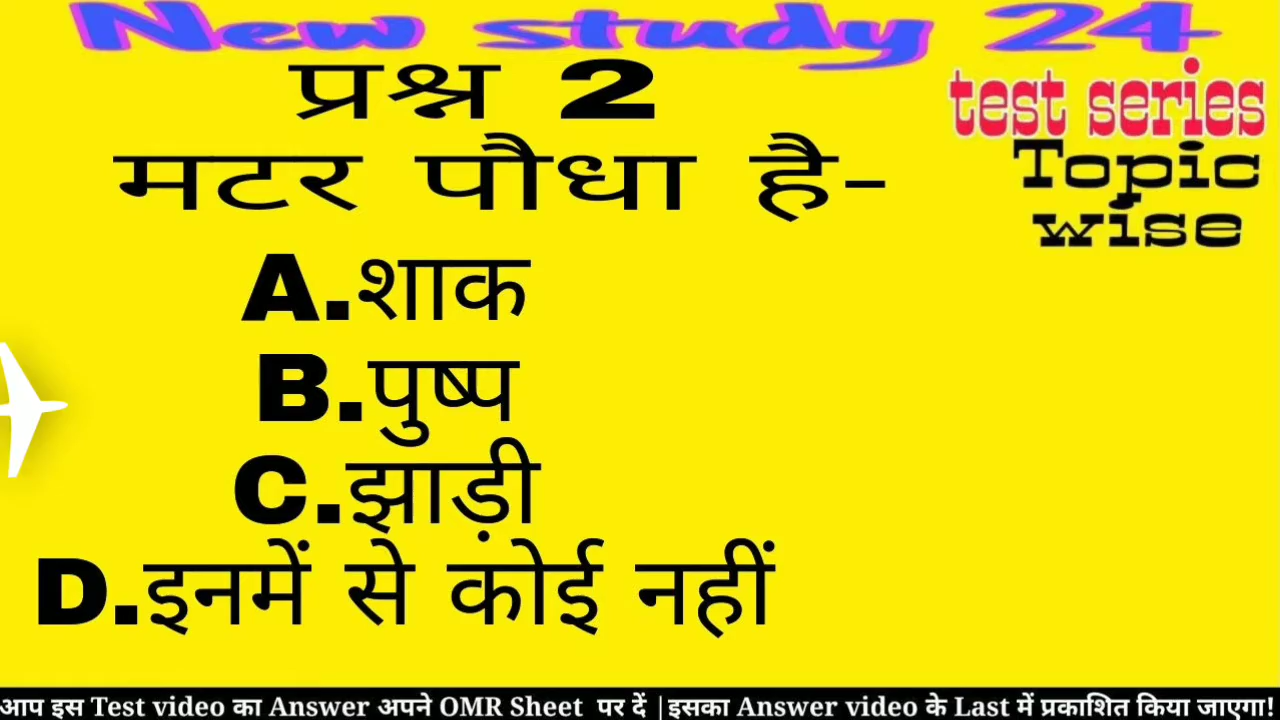 New study 24
test series
Topic
wise
प्रश्न 2
मटर पौधा है-
A.शाक
B.पुष्प
C.झाड़ी
D.इनमें से कोई नहीं
आप इस Test video का Answer अपने OMR Sheet पर दें |इसका Answer video के Last में प्रकाशित किया जाएगा!